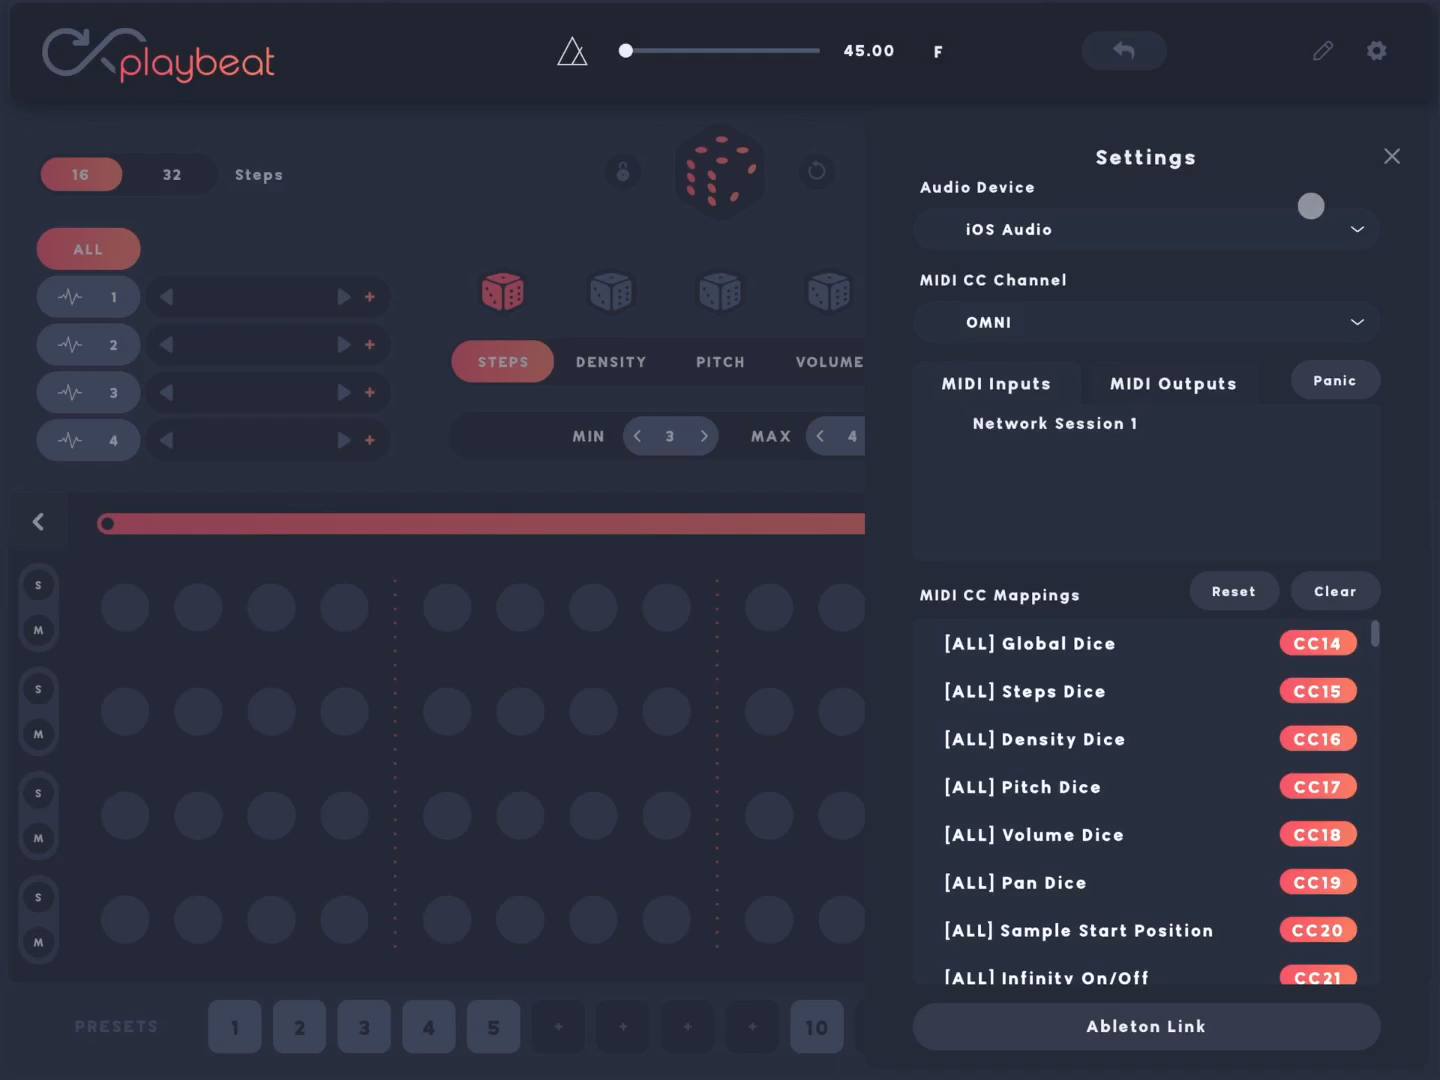 playbeat
45.00
F
16
32
Steps
ALL
1
2
3
4
STEPS
DENSITY
PITCH
VOLUME
MIN
3
MAX
4
S
M
S
M
S
M
S
M
PRESETS
1
2
3
4
5
+
+
+
+
10
Settings
Audio Device
iOS Audio
MIDI CC Channel
OMNI
MIDI Inputs
MIDI Outputs
Panic
Network Session 1
MIDI CC Mappings
Reset
Clear
[ALL] Global Dice CC14
[ALL] Steps Dice CC15
[ALL] Density Dice CC16
[ALL] Pitch Dice CC17
[ALL] Volume Dice CC18
[ALL] Pan Dice CC19
[ALL] Sample Start Position CC20
[ALL] Infinity On/Off CC21
Ableton Link